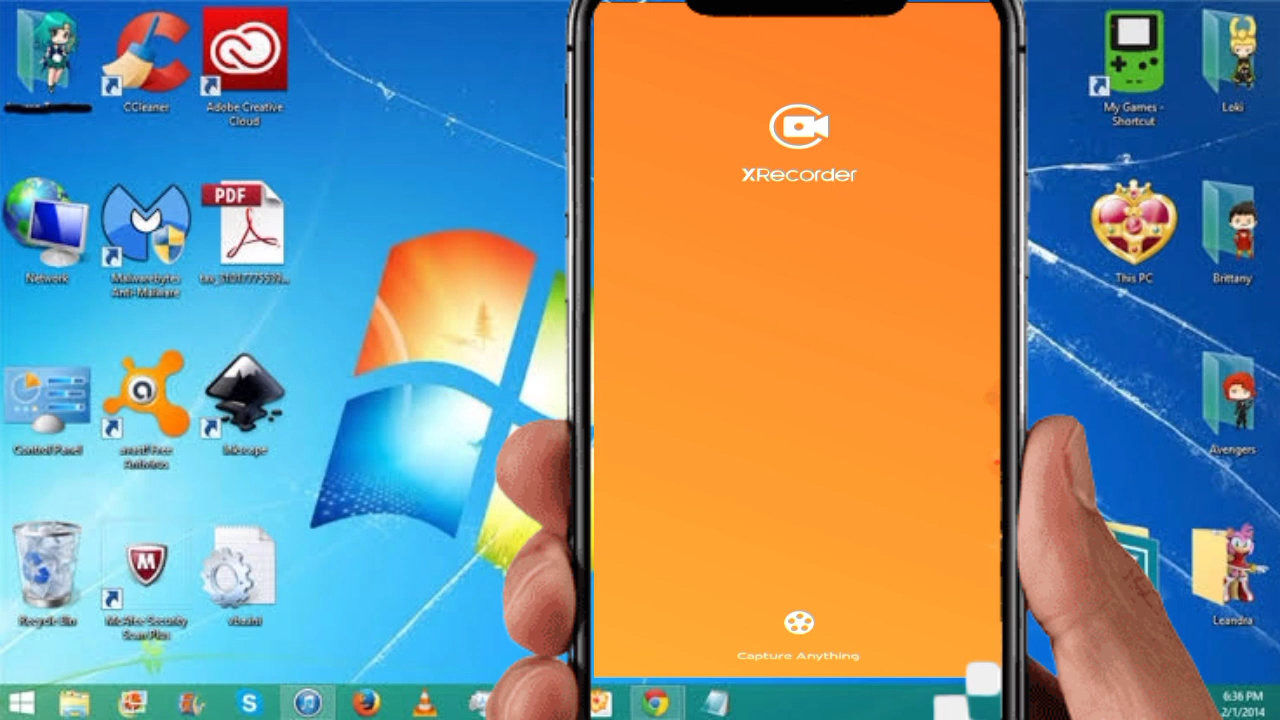 CCleaner
Adobe Creative
Cloud
Network
Malwarebytes
Anti-Malware
PDF
Control Panel
avast! Free
Antivirus
Inkscape
Recycle Bin
McAfee Security
Scan Plus
XRecorder
Capture Anything
My Games -
Shortcut
Loki
This PC
Brittany
Avengers
Leandra
6:36 PM
2/1/2014